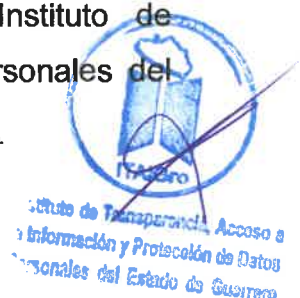 Instituto de
rsonales del
ITAIGro
Instituto de Transparencia, Acceso a
la Información y Protección de Datos
Personales del Estado de Guerrero